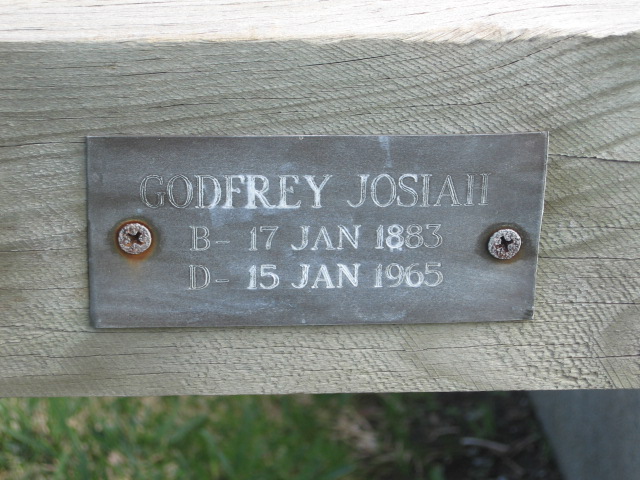 GODFREY JOSIAH
B- 17 JAN 1883
D- 15 JAN 1965